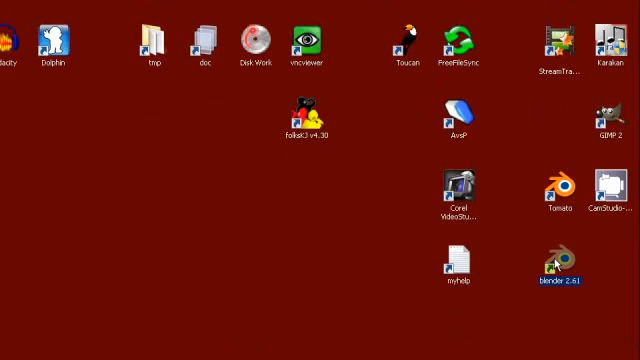 dacity
Dolphin
tmp
doc
Disk Work
vncviewer
Toucan
FreeFileSync
StreamTra...
Karakan
folksKJ v4.30
AvsP
GIMP 2
Corel
VideoStu...
Tomato
CamStudio-...
myhelp
blender 2.61